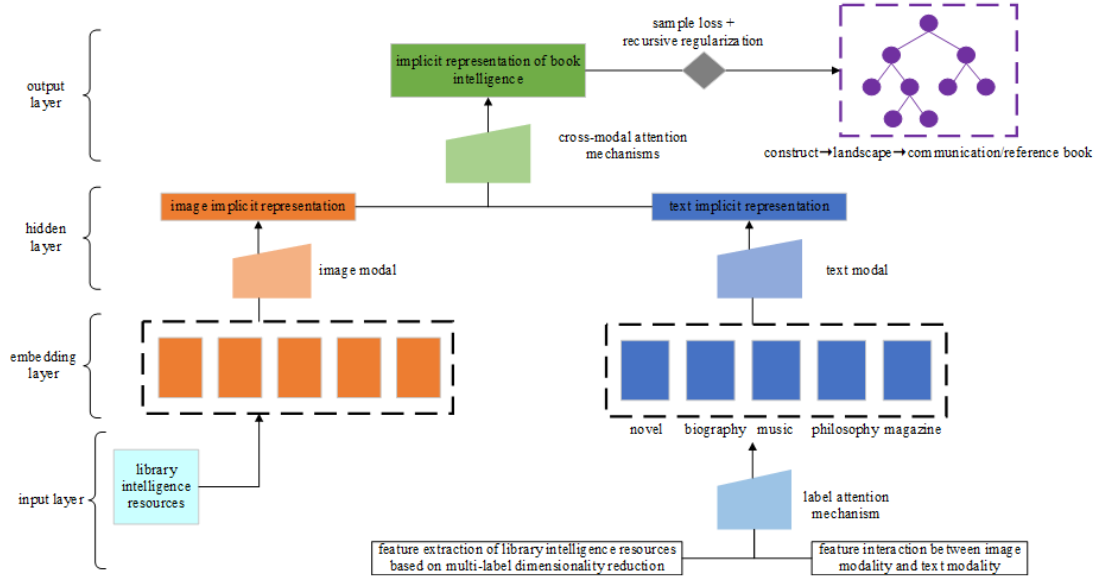 sample loss +
recursive regularization
implicit representation of book
intelligence
output
layer
cross-modal attention
mechanisms
construct→landscape→communication/reference book
image implicit representation
text implicit representation
hidden
layer
image modal
text modal
embedding
layer
novel biography music philosophy magazine
library
intelligence
resources
input layer
label attention
mechanism
feature extraction of library intelligence resources
based on multi-label dimensionality reduction
feature interaction between image
modality and text modality